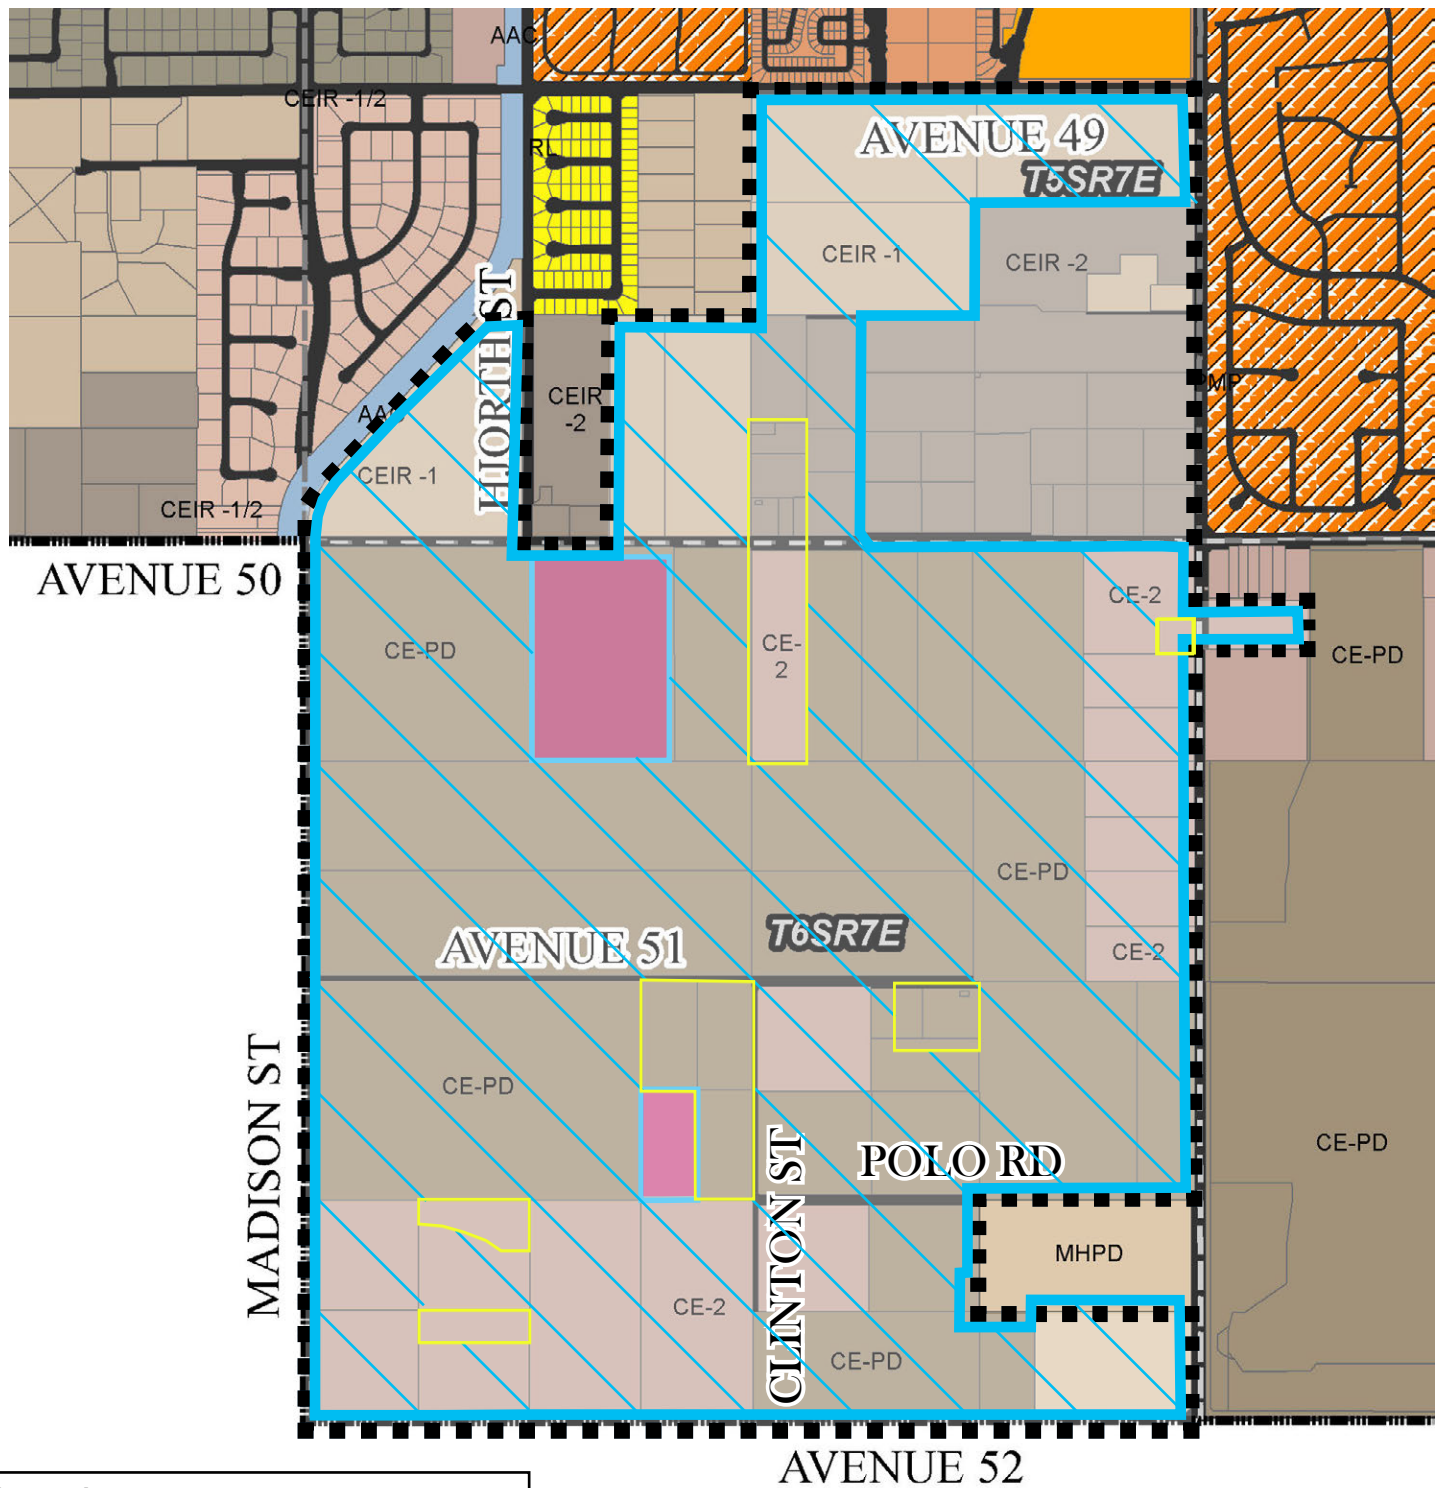 AAC
CEIR -1/2
AVENUE 49
RL
T5SR7E
CEIR -1
CEIR -2
HJORTH ST
CEIR
-2
AAC
CEIR -1
CEIR -1/2
AVENUE 50
CE-2
CE-PD
CE-
2
CE-PD
CE-PD
T6SR7E
AVENUE 51
CE-2
MADISON ST
CE-PD
CLINTON ST
POLO RD
CE-PD
MHPD
CE-2
CE-PD
AVENUE 52